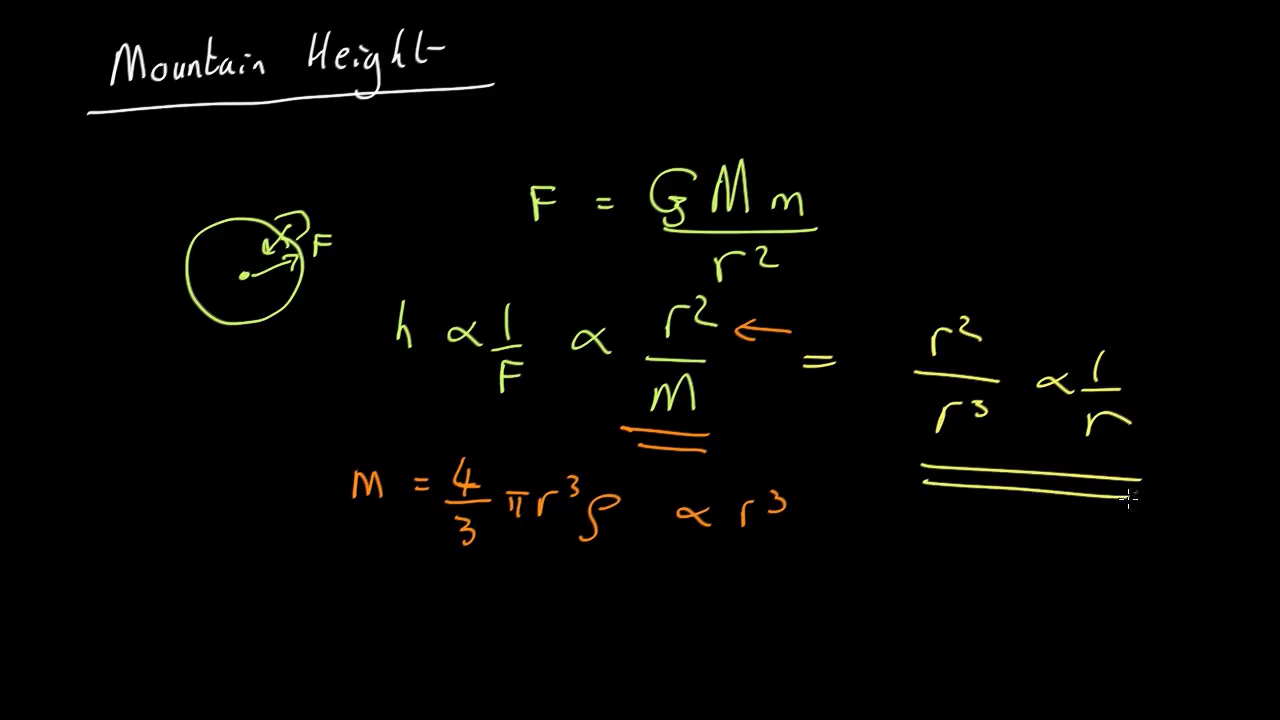 Mountain Height
F = GMm/r²
F
h ∝ 1/F ∝ r²/M ← = r²/r³ ∝ 1/r
M = 4/3 πr³ρ ∝ r³